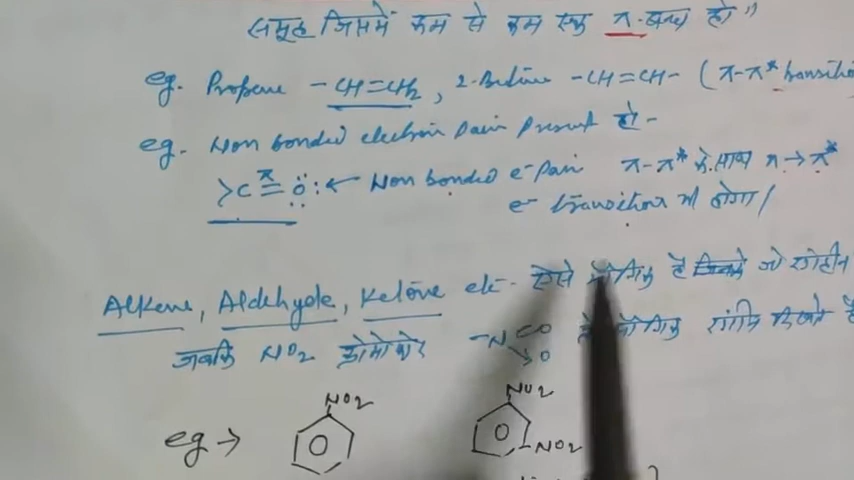 समूह जिसमें कम से कम एक π-बन्ध हो"
eg. Propene -CH=CH2, 2-Butene -CH=CH- (π-π* transition
eg. Non bonded electron pair present हो-
>C=O: ← Non bonded e-pair π-π* के साथ n→π*
π
e- transition भी होगा/
Alkene, Aldehyde, Ketone etc- ऐसे यौगिक है जो रंगहीन
जबकि NO2 क्रोमोफोर -N O O यौगिक रंगीन
NO2 NO2
eg →
NO2